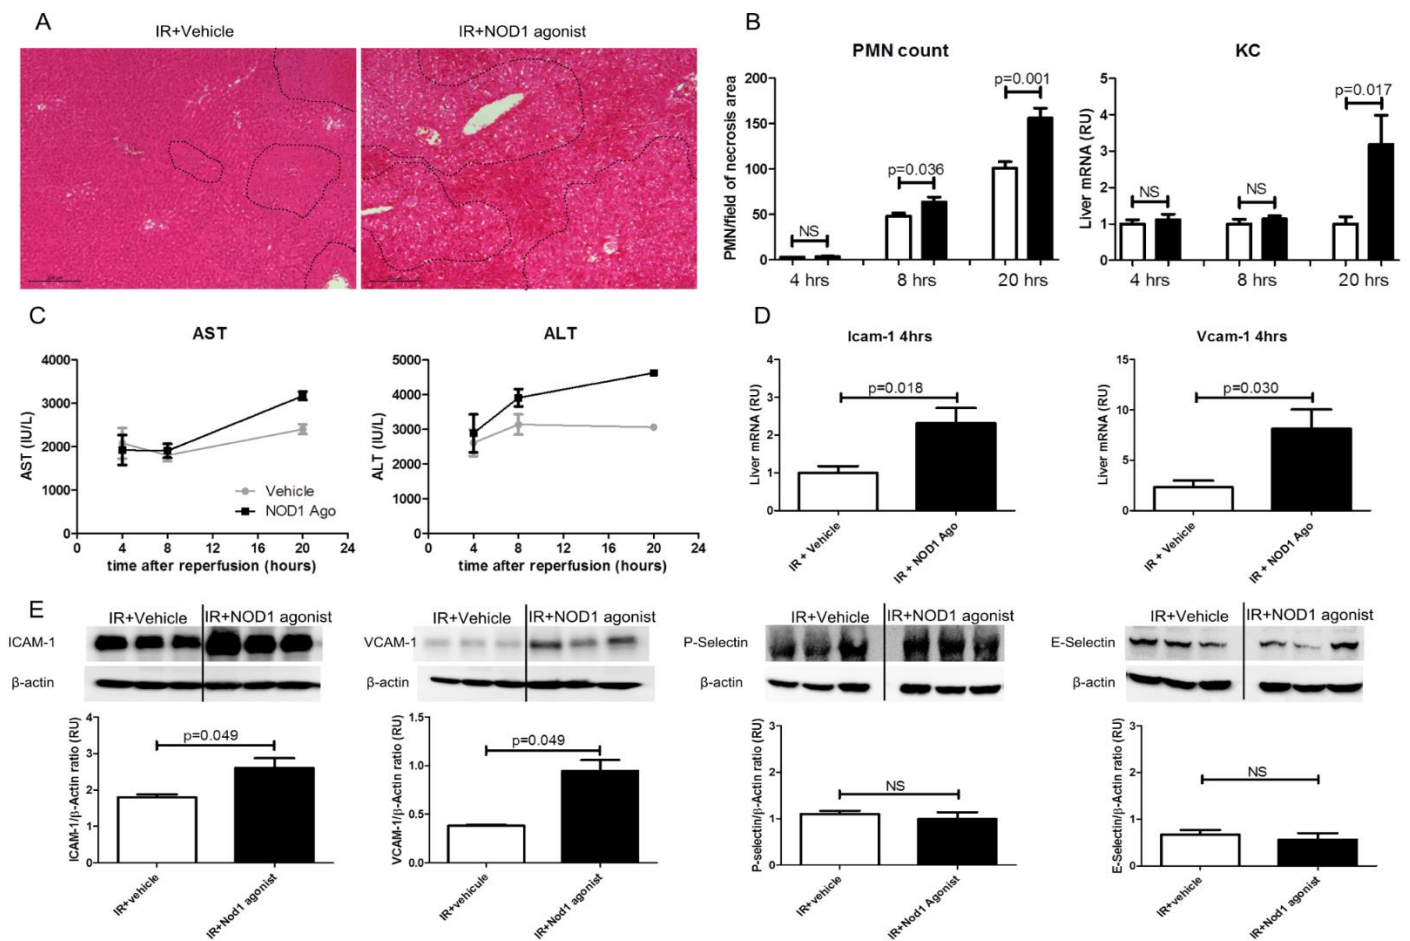 A
IR+Vehicle
IR+NOD1 agonist
B
PMN count
PMN/field of necrosis area
200
150
100
50
0
NS
p=0.036
p=0.001
4 hrs
8 hrs
20 hrs
KC
Liver mRNA (RU)
5
4
3
2
1
0
NS
NS
p=0.017
4 hrs
8 hrs
20 hrs
C
AST
AST (IU/L)
4000
3000
2000
1000
0
Vehicle
NOD1 Ago
0 4 8 12 16 20 24
time after reperfusion (hours)
ALT
ALT (IU/L)
5000
4000
3000
2000
1000
0
0 4 8 12 16 20 24
time after reperfusion (hours)
D
Icam-1 4hrs
Liver mRNA (RU)
4
3
2
1
0
p=0.018
IR + Vehicle
IR + NOD1 Ago
Vcam-1 4hrs
Liver mRNA (RU)
15
10
5
0
p=0.030
IR + Vehicle
IR + NOD1 Ago
E
IR+Vehicle IR+NOD1 agonist
ICAM-1
β-actin
ICAM-1/β-Actin ratio (RU)
4
3
2
1
0
p=0.049
IR+vehicle
IR+Nod1 agonist
IR+Vehicle IR+NOD1 agonist
VCAM-1
β-actin
VCAM-1/β-Actin ratio (RU)
1.5
1.0
0.5
0.0
p=0.049
IR+vehicule
IR+Nod1 agonist
IR+Vehicle IR+NOD1 agonist
P-Selectin
β-actin
P-selectin/β-Actin ratio (RU)
3
2
1
0
NS
IR+vehicle
IR+Nod1 Agonist
IR+Vehicle IR+NOD1 agonist
E-Selectin
β-actin
E-Selectin/β-Actin ratio (RU)
3
2
1
0
NS
IR+vehicle
IR+Nod1 agonist